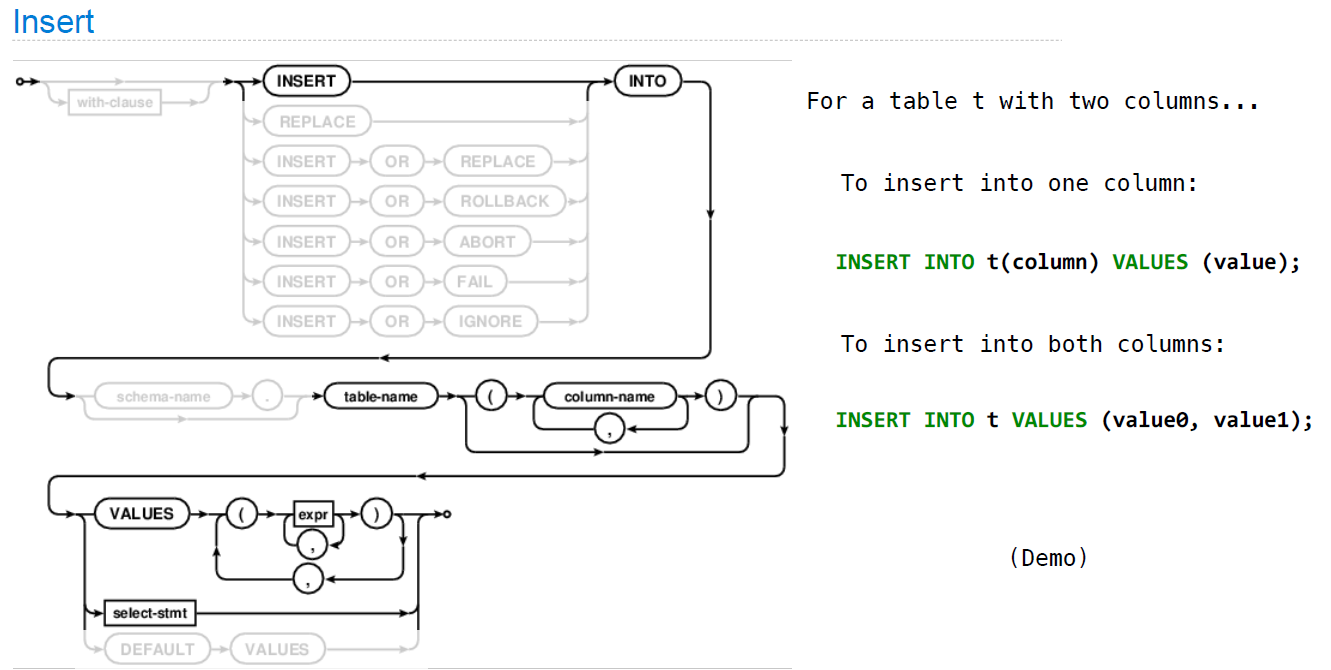 Insert
INSERT INTO
with-clause
REPLACE
INSERT OR REPLACE
INSERT OR ROLLBACK
INSERT OR ABORT
INSERT OR FAIL
INSERT OR IGNORE
schema-name . table-name ( column-name )
,
VALUES ( expr )
,
,
select-stmt
DEFAULT VALUES
For a table t with two columns...
To insert into one column:
INSERT INTO t(column) VALUES (value);
To insert into both columns:
INSERT INTO t VALUES (value0, value1);
(Demo)